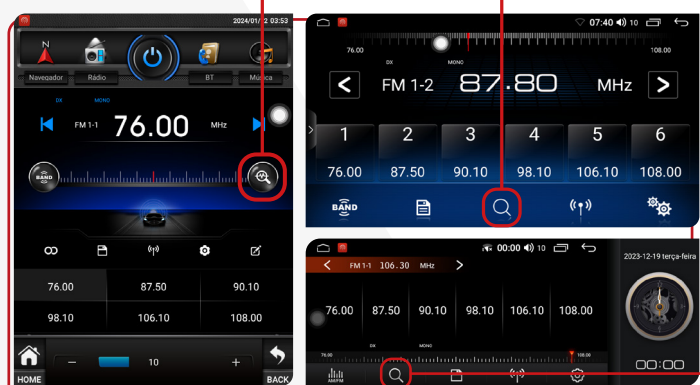 2024/01/12 03:53
N
Navegador
Rádio
BT
Música
DX MONO
FM 1-1 76.00 MHz
BAND
76.00 87.50 90.10
98.10 106.10 108.00
HOME
- 10 +
BACK
07:40 10
76.00 108.00
DX MONO
FM 1-2 87.80 MHz
1 2 3 4 5 6
76.00 87.50 90.10 98.10 106.10 108.00
BAND
00:00 10
FM 1-1 106.30 MHz
76.00 87.50 90.10 98.10 106.10 108.00
DX MONO
76.00 108.00
AM/FM
2023-12-19 terça-feira
00:00